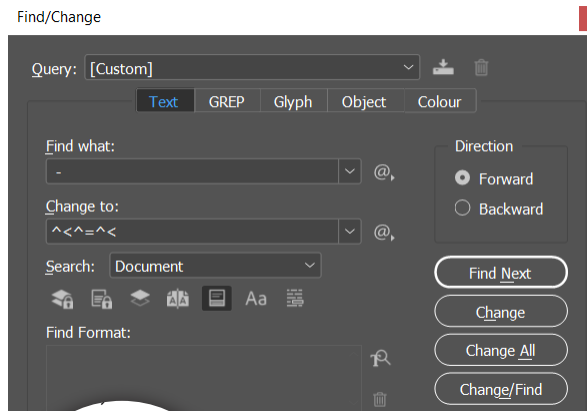 Find/Change
Query: [Custom]
Text GREP Glyph Object Colour
Find what:
-
Change to:
^<^=^<
Search: Document
Aa
Find Format:
Direction
Forward
Backward
Find Next
Change
Change All
Change/Find